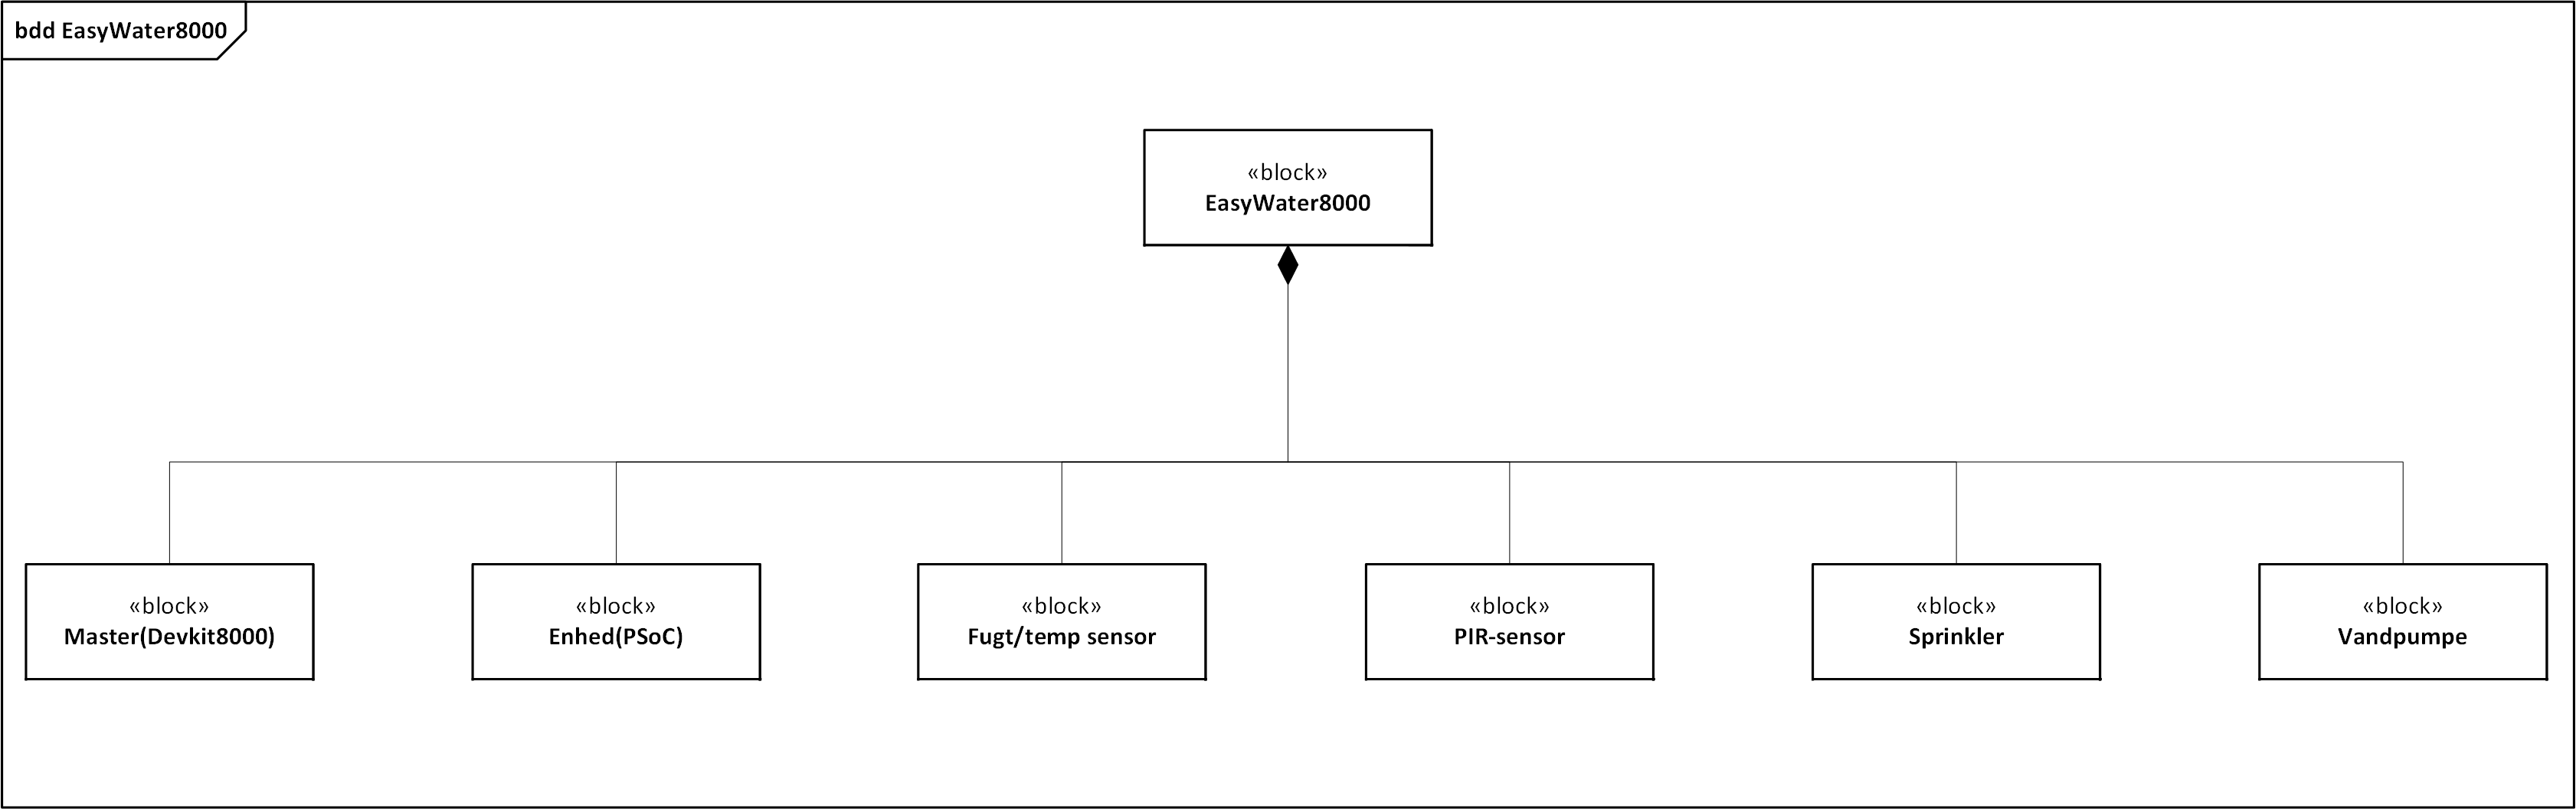 bdd EasyWater8000
«block»
EasyWater8000
«block»
Master(Devkit8000)
«block»
Enhed(PSoC)
«block»
Fugt/temp sensor
«block»
PIR-sensor
«block»
Sprinkler
«block»
Vandpumpe